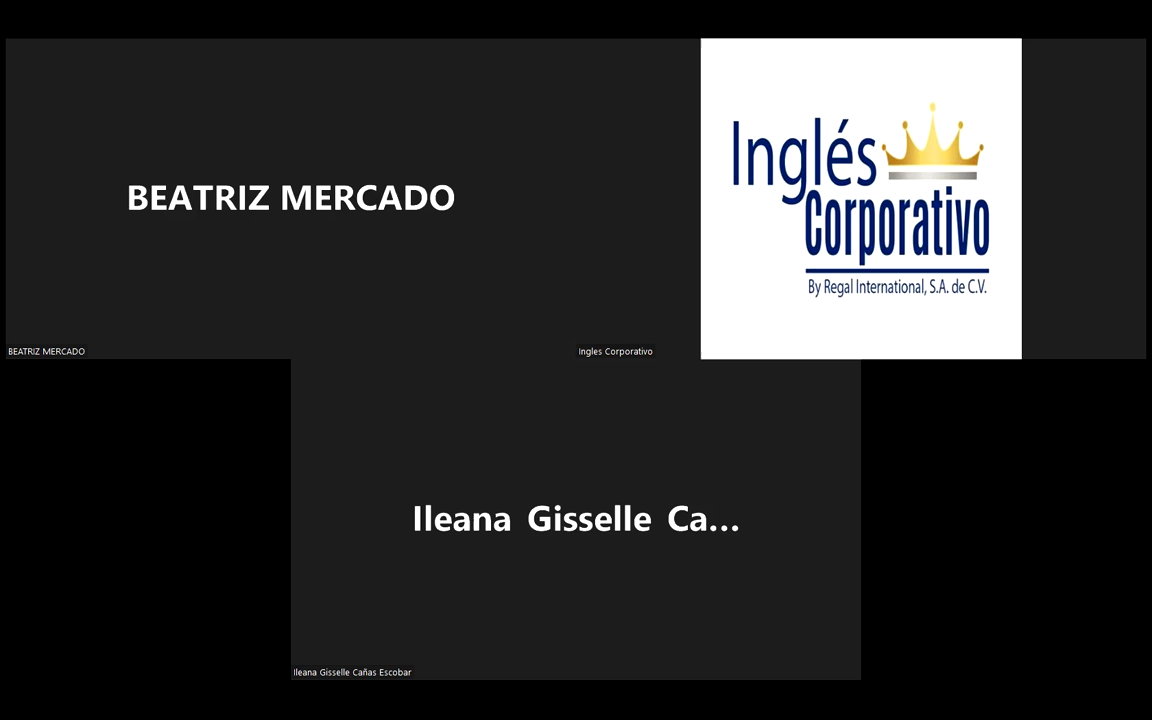 BEATRIZ MERCADO
BEATRIZ MERCADO
Inglés
Corporativo
By Regal International, S.A. de C.V.
Ingles Corporativo
Ileana Gisselle Ca...
Ileana Gisselle Cañas Escobar